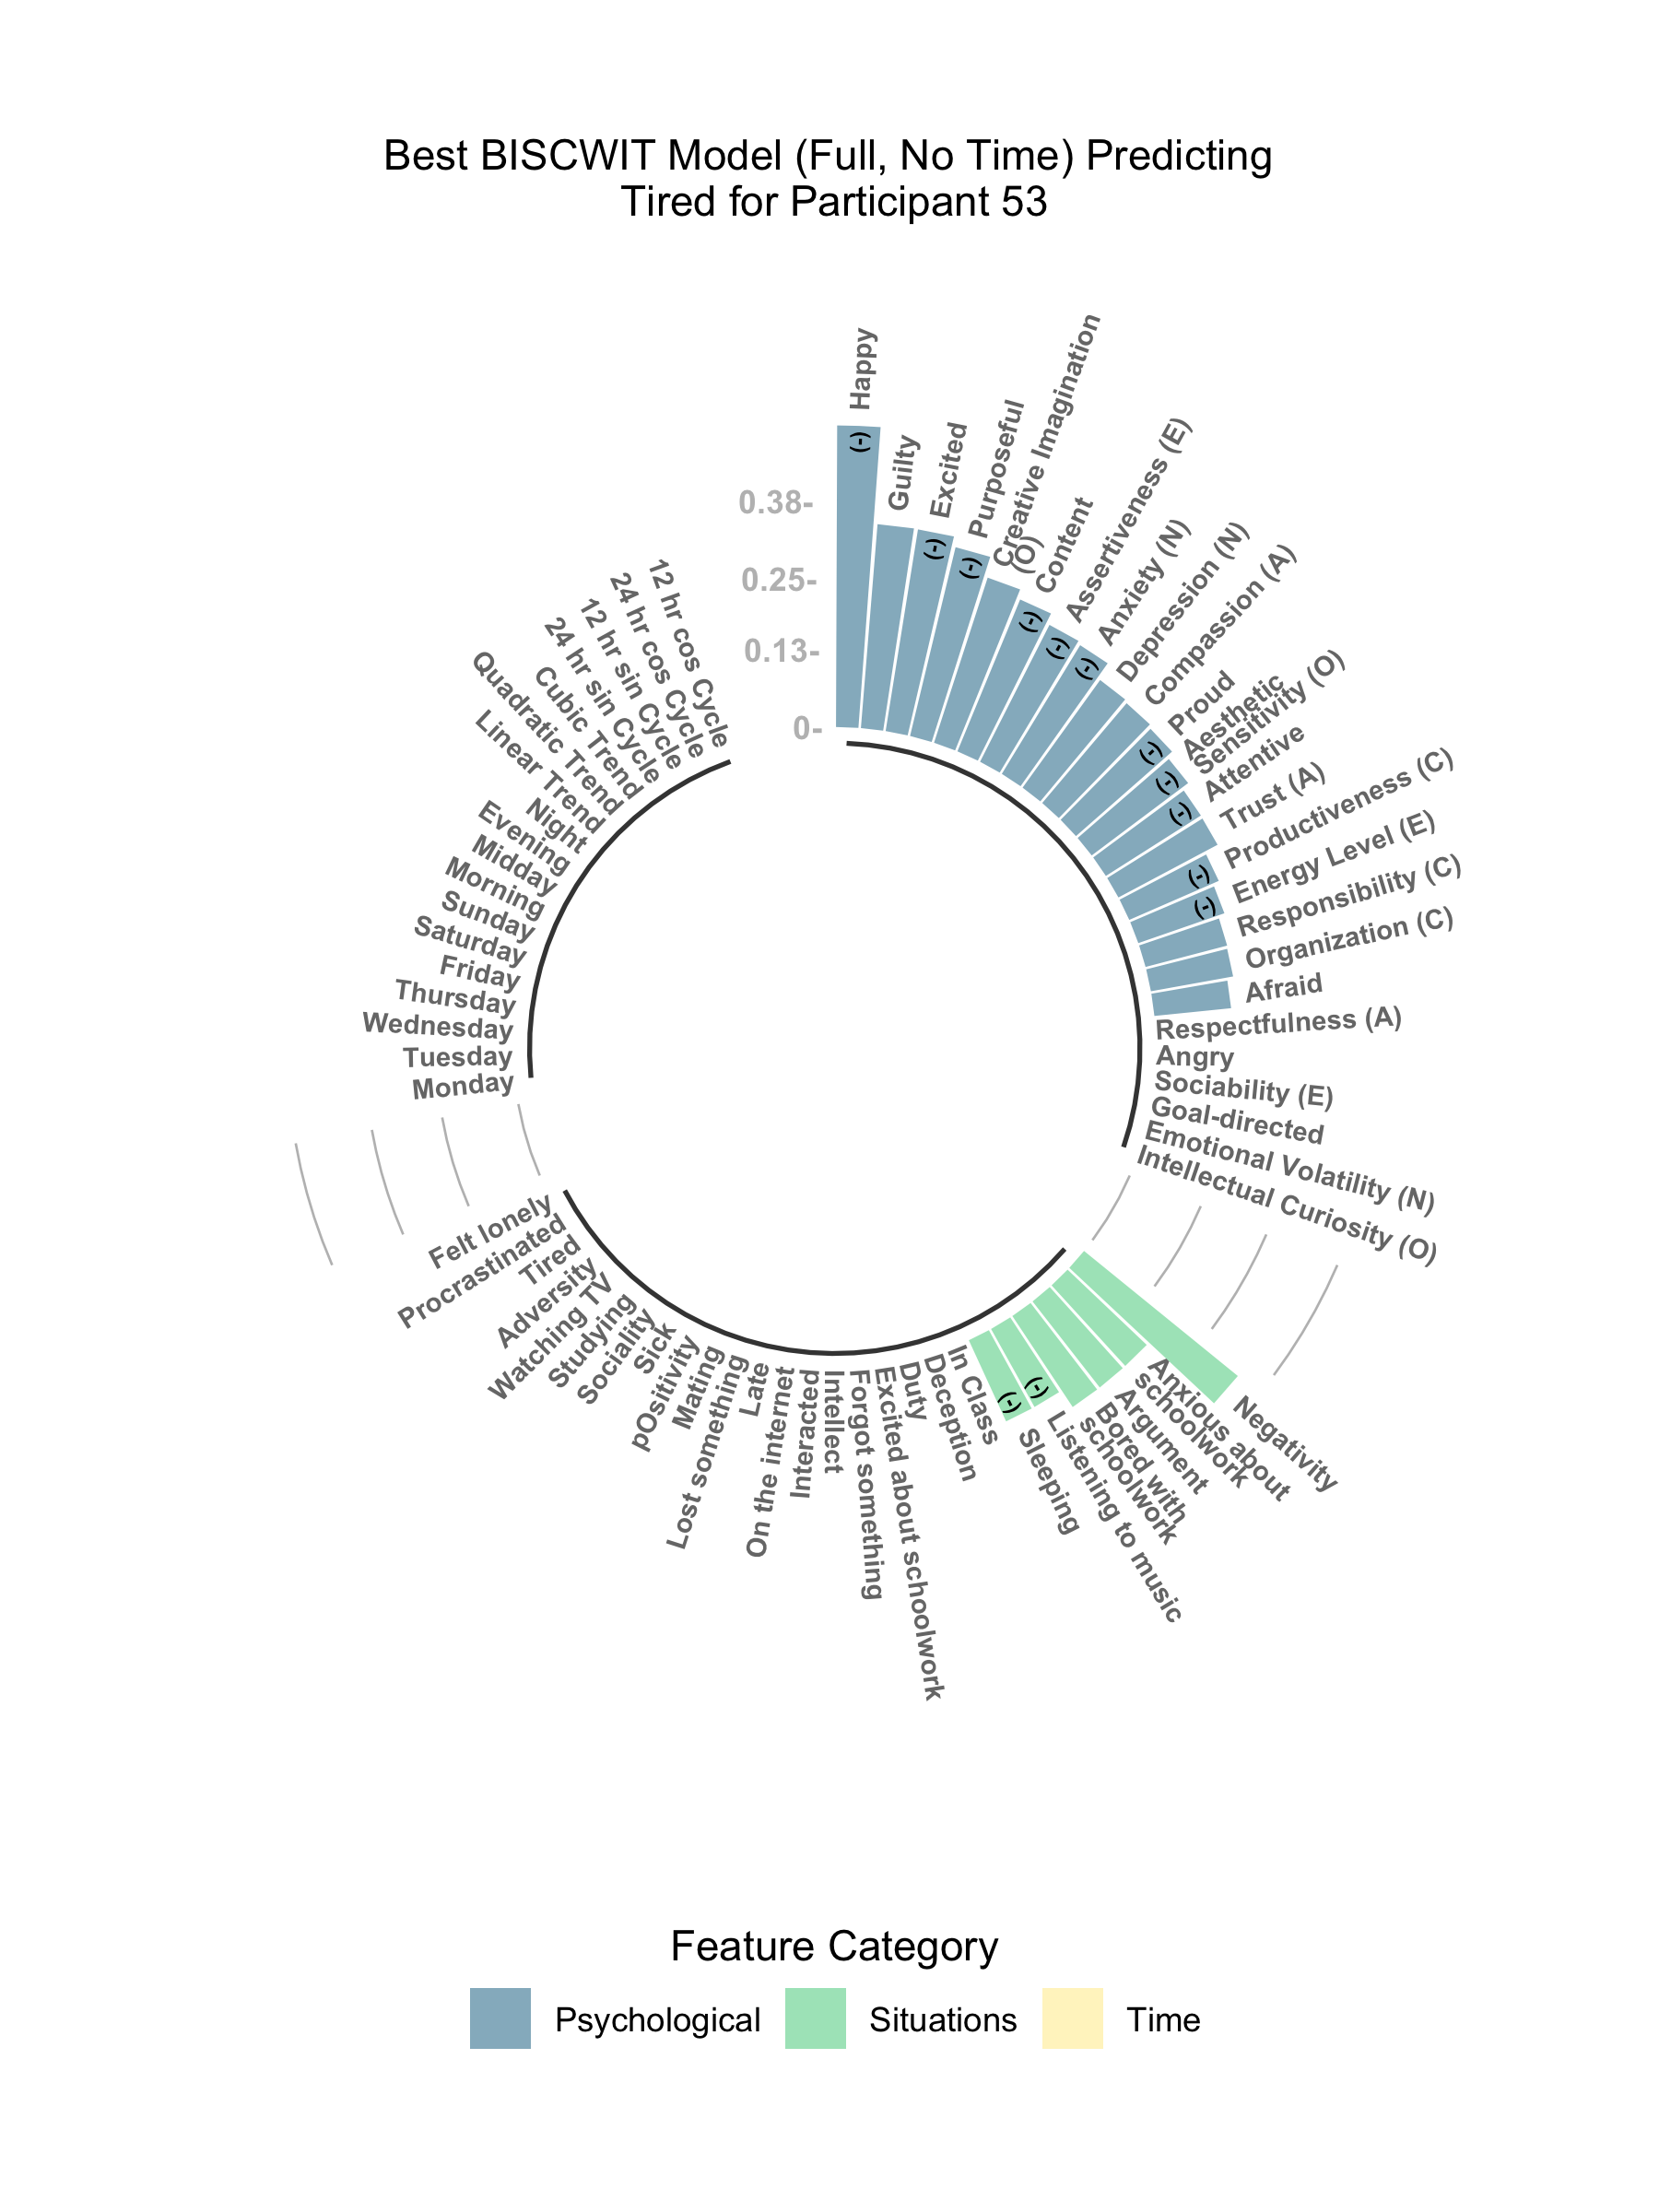 Best BISCWIT Model (Full, No Time) Predicting
Tired for Participant 53
0.38-
0.25-
0.13-
0-
Happy
(-)
Guilty
Excited
(-)
Purposeful
(-)
Creative Imagination
(O)
Content
(-)
Assertiveness (E)
(-)
Anxiety (N)
(-)
Depression (N)
Compassion (A)
Proud
(-)
Aesthetic
Sensitivity (O)
(-)
Attentive
(-)
Trust (A)
Productiveness (C)
(-)
Energy Level (E)
(-)
Responsibility (C)
Organization (C)
Afraid
Respectfulness (A)
Angry
Sociability (E)
Goal-directed
Emotional Volatility (N)
Intellectual Curiosity (O)
Negativity
Anxious about
schoolwork
Argument
Bored with
schoolwork
Listening to music
(-)
Sleeping
(-)
In Class
Deception
Duty
Excited about schoolwork
Forgot something
Intellect
Interacted
On the internet
Late
Lost something
Mating
pOsitivity
Sick
Sociality
Studying
Watching TV
Adversity
Tired
Procrastinated
Felt lonely
Monday
Tuesday
Wednesday
Thursday
Friday
Saturday
Sunday
Morning
Midday
Evening
Night
Linear Trend
Quadratic Trend
Cubic Trend
24 hr sin Cycle
12 hr sin Cycle
24 hr cos Cycle
12 hr cos Cycle
Feature Category
Psychological
Situations
Time